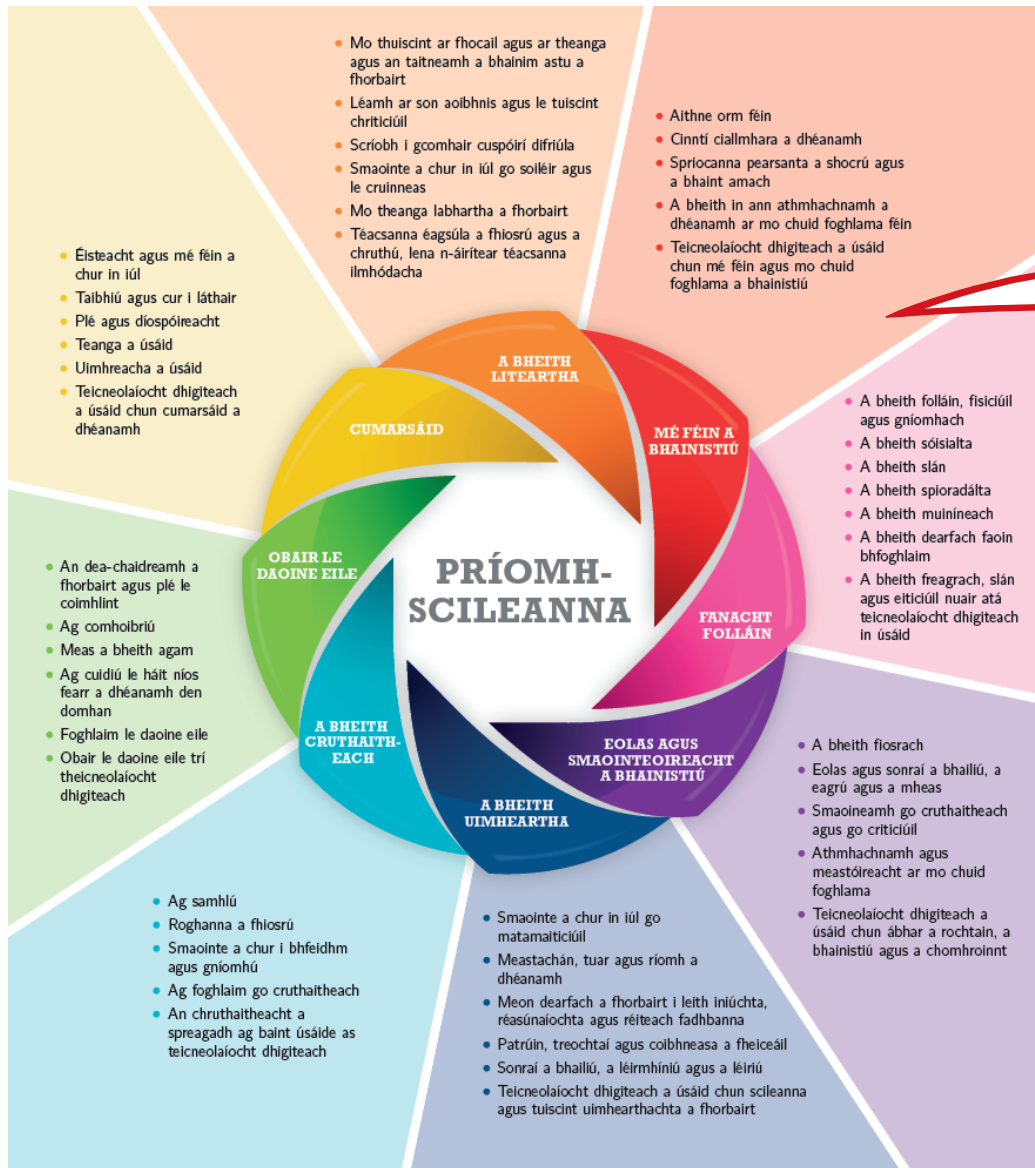 PRÍOMH-
SCILEANNA
A BHEITH
LITEARTHA
• Mo thuiscint ar fhocail agus ar theanga
agus an taitneamh a bhainim astu a
fhorbairt
• Léamh ar son aoibhnis agus le tuiscint
chriticiúil
• Scríobh i gcomhair cuspóirí difriúla
• Smaointe a chur in iúl go soiléir agus
le cruinneas
• Mo theanga labhartha a fhorbairt
• Téacsanna éagsúla a fhiosrú agus a
chruthú, lena n-áirítear téacsanna
ilmhódacha
MÉ FÉIN A
BHAINISTIÚ
• Aithne orm féin
• Cinntí ciallmhara a dhéanamh
• Spriocanna pearsanta a shocrú agus
a bhaint amach
• A bheith in ann athmhachnamh a
dhéanamh ar mo chuid foghlama féin
• Teicneolaíocht dhigiteach a úsáid
chun mé féin agus mo chuid
foghlama a bhainistiú
FANACHT
FOLLÁIN
• A bheith folláin, fisiciúil
agus gníomhach
• A bheith sóisialta
• A bheith slán
• A bheith spioradálta
• A bheith muiníneach
• A bheith dearfach faoin
bhfoghlaim
• A bheith freagrach, slán
agus eiticiúil nuair atá
teicneolaíocht dhigiteach
in úsáid
EOLAS AGUS
SMAOINTEOIREACHT
A BHAINISTIÚ
• A bheith fiosrach
• Eolas agus sonraí a bhailiú, a
eagrú agus a mheas
• Smaoineamh go cruthaitheach
agus go criticiúil
• Athmhachnamh agus
meastóireacht ar mo chuid
foghlama
• Teicneolaíocht dhigiteach a
úsáid chun ábhar a rochtain, a
bhainistiú agus a chomhroinnt
A BHEITH
UIMHEARTHA
• Smaointe a chur in iúl go
matamaiticiúil
• Meastachán, tuar agus ríomh a
dhéanamh
• Meon dearfach a fhorbairt i leith iniúchta,
réasúnaíochta agus réiteach fadhbanna
• Patrúin, treochtaí agus coibhneasa a fheiceáil
• Sonraí a bhailiú, a léirmhíniú agus a léiriú
• Teicneolaíocht dhigiteach a úsáid chun scileanna
agus tuiscint uimhearthachta a fhorbairt
A BHEITH
CRUTHAITH-
EACH
• Ag samhlú
• Roghanna a fhiosrú
• Smaointe a chur i bhfeidhm
agus gníomhú
• Ag foghlaim go cruthaitheach
• An chruthaitheacht a
spreagadh ag baint úsáide as
teicneolaíocht dhigiteach
OBAIR LE
DAOINE EILE
• An dea-chaidreamh a
fhorbairt agus plé le
coimhlint
• Ag comhoibriú
• Meas a bheith agam
• Ag cuidiú le háit níos
fearr a dhéanamh den
domhan
• Foghlaim le daoine eile
• Obair le daoine eile trí
theicneolaíocht
dhigiteach
CUMARSÁID
• Éisteacht agus mé féin a
chur in iúl
• Taibhiú agus cur i láthair
• Plé agus díospóireacht
• Teanga a úsáid
• Uimhreacha a úsáid
• Teicneolaíocht dhigiteach
a úsáid chun cumarsáid a
dhéanamh